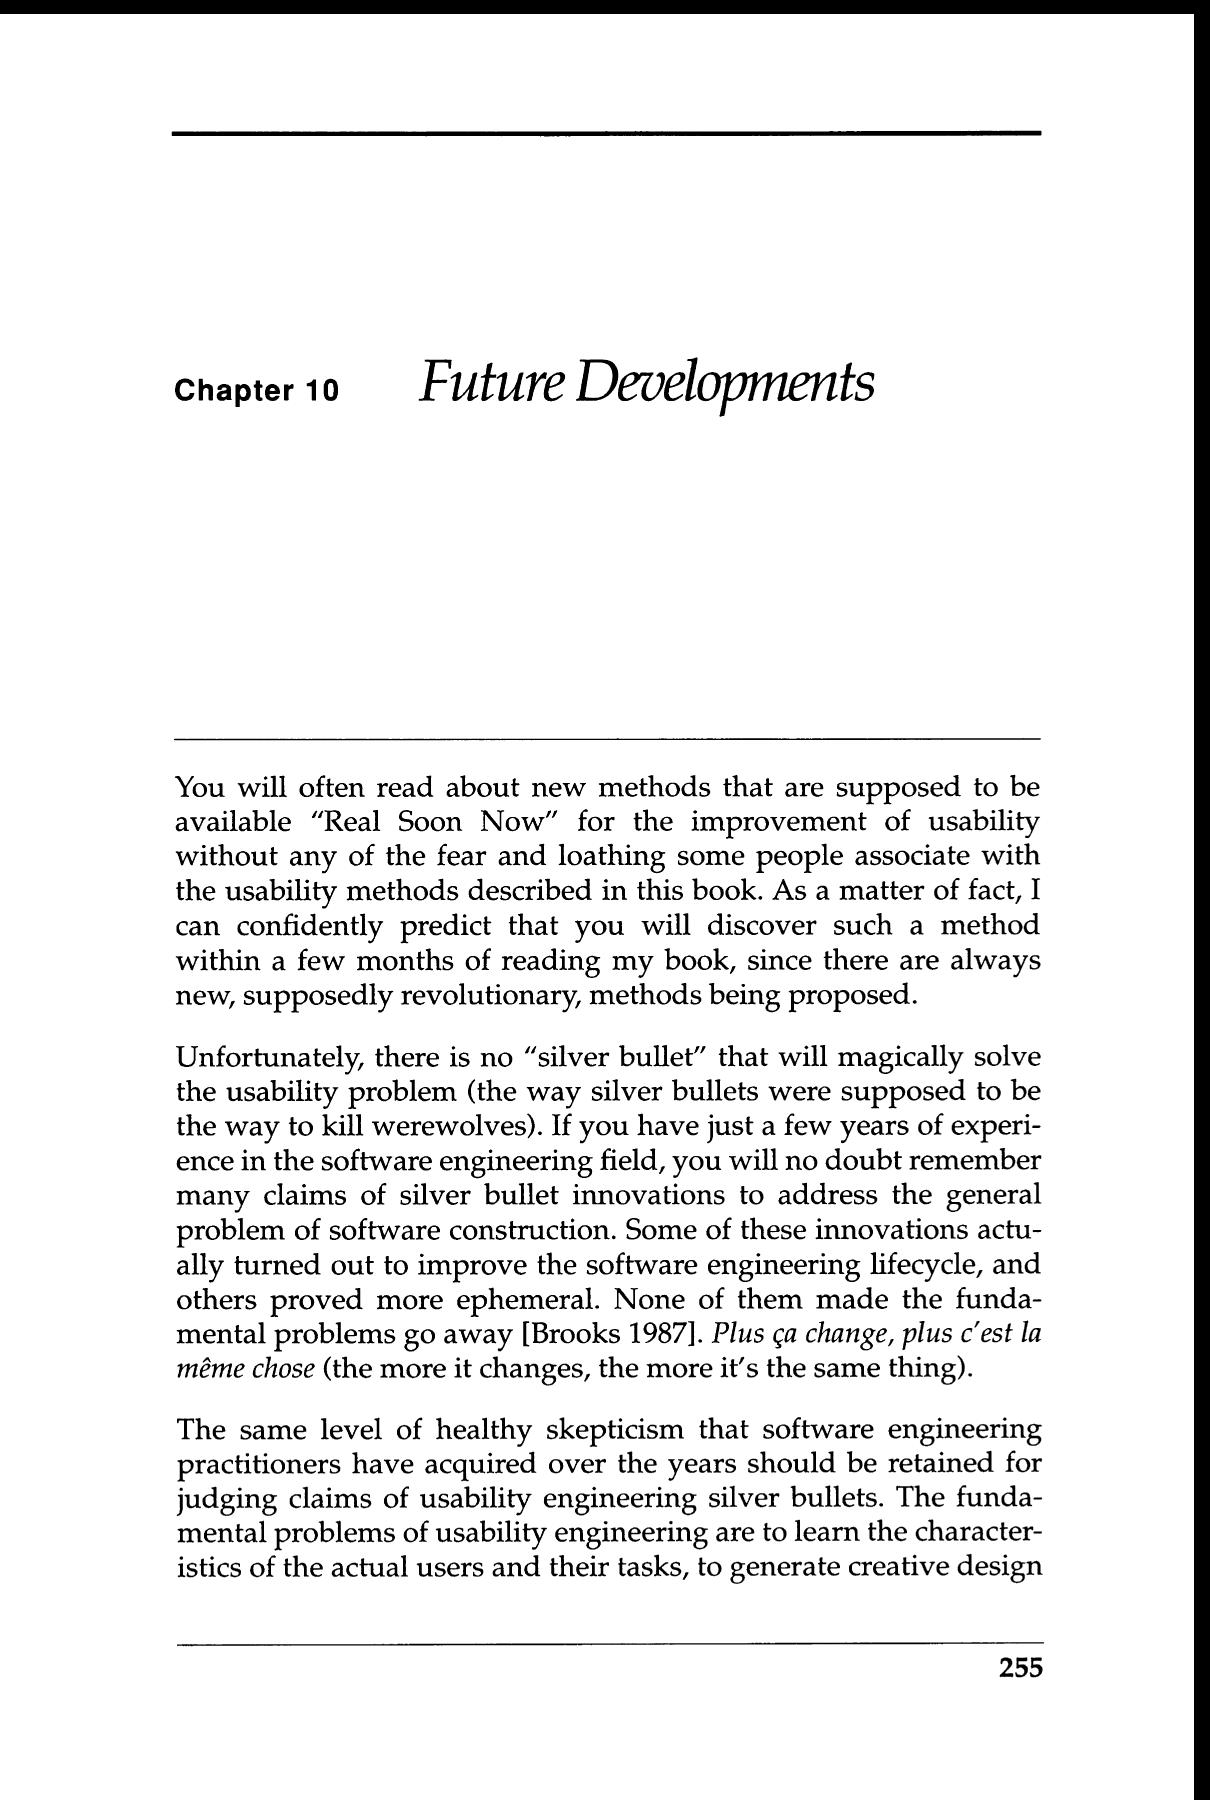 Chapter 10 Future Developments
You will often read about new methods that are supposed to be
available "Real Soon Now" for the improvement of usability
without any of the fear and loathing some people associate with
the usability methods described in this book. As a matter of fact, I
can confidently predict that you will discover such a method
within a few months of reading my book, since there are always
new, supposedly revolutionary, methods being proposed.
Unfortunately, there is no "silver bullet" that will magically solve
the usability problem (the way silver bullets were supposed to be
the way to kill werewolves). If you have just a few years of experi-
ence in the software engineering field, you will no doubt remember
many claims of silver bullet innovations to address the general
problem of software construction. Some of these innovations actu-
ally turned out to improve the software engineering lifecycle, and
others proved more ephemeral. None of them made the funda-
mental problems go away [Brooks 1987]. Plus ça change, plus c'est la
même chose (the more it changes, the more it's the same thing).
The same level of healthy skepticism that software engineering
practitioners have acquired over the years should be retained for
judging claims of usability engineering silver bullets. The funda-
mental problems of usability engineering are to learn the character-
istics of the actual users and their tasks, to generate creative design
255